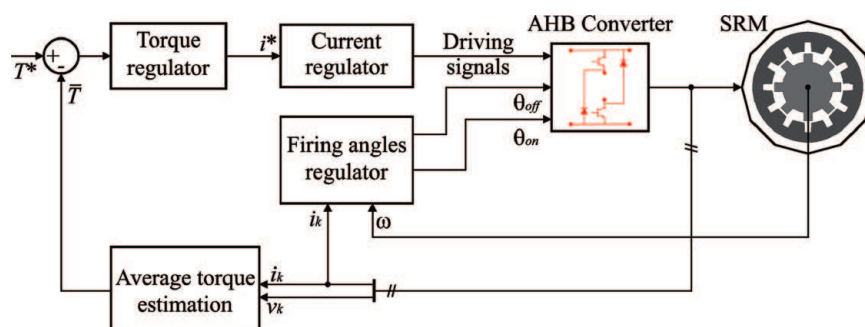 AHB Converter
SRM
+
-
T*
T̅
Torque
regulator
i*
Current
regulator
Driving
signals
θoff
θon
Firing angles
regulator
ik
ω
Average torque
estimation
ik
vk